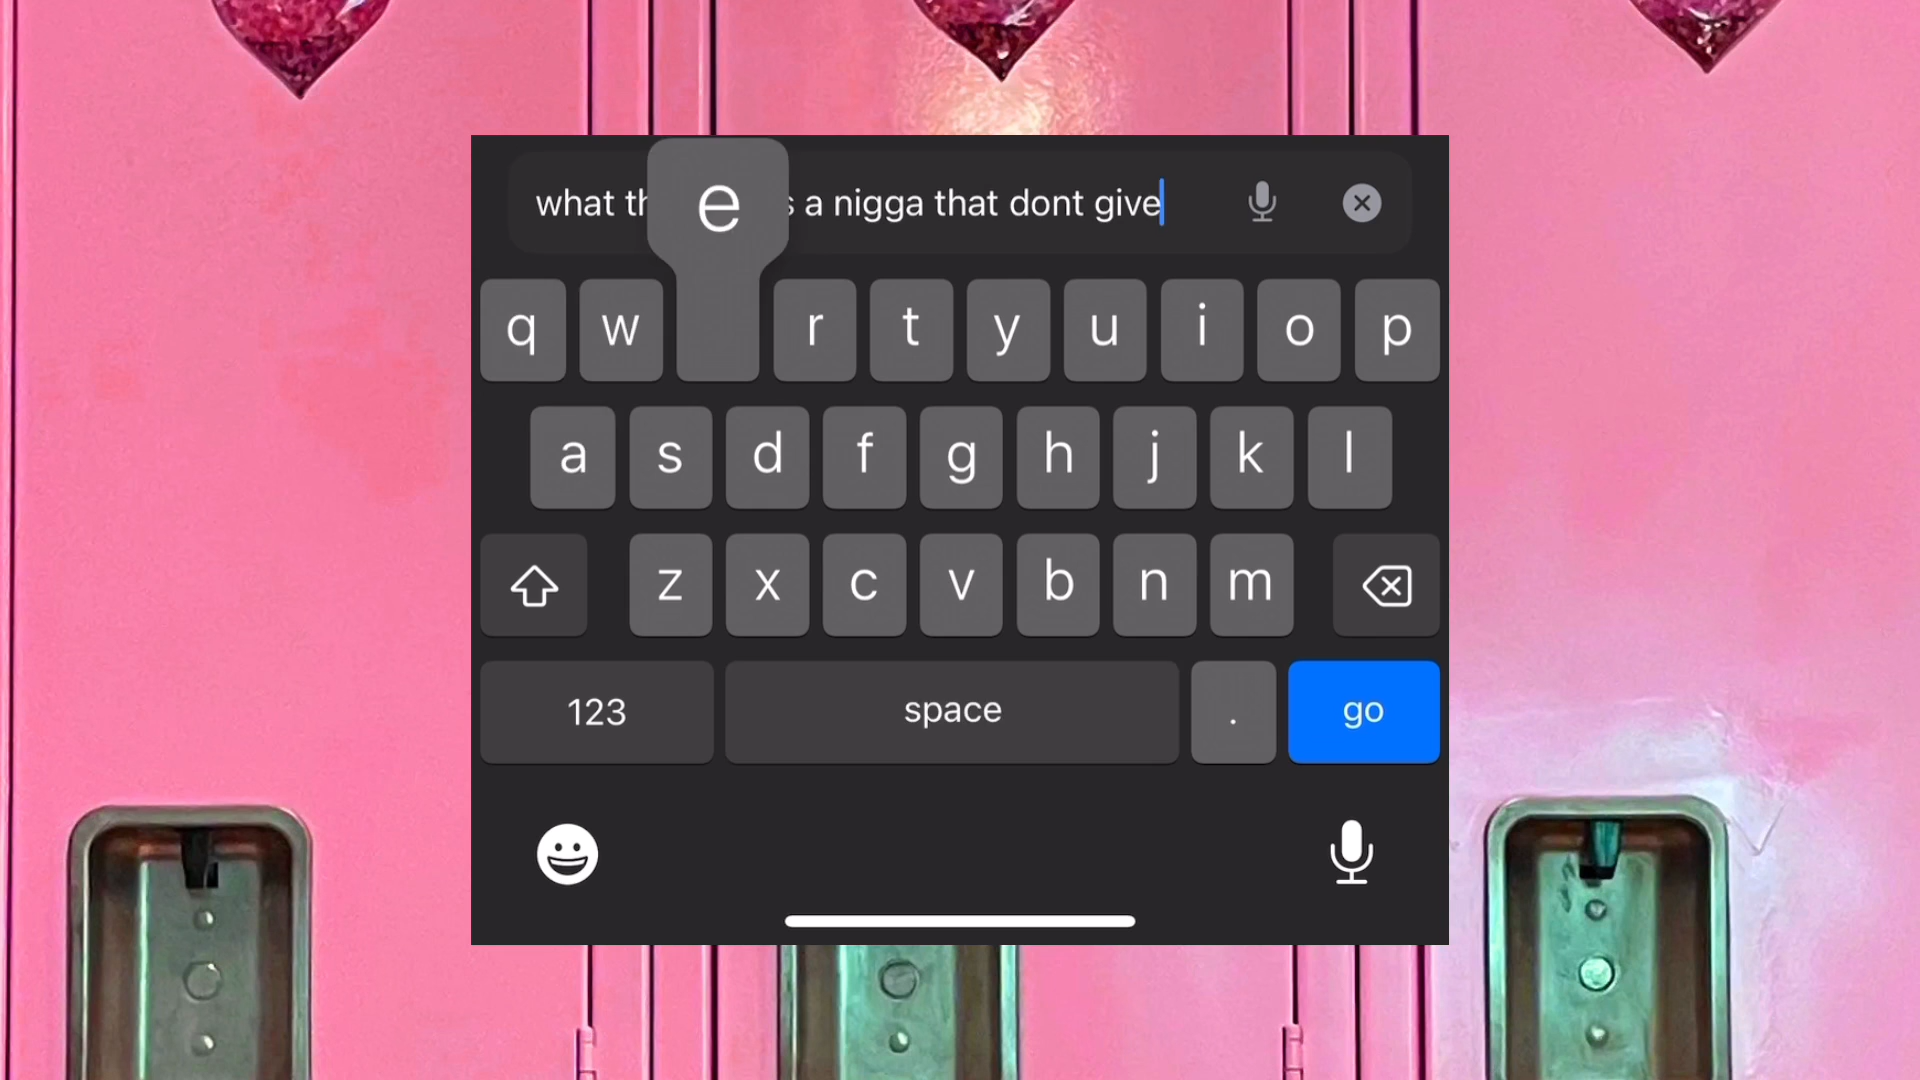 what th s a nigga that dont give
e
q w r t y u i o p
a s d f g h j k l
z x c v b n m
123 space . go